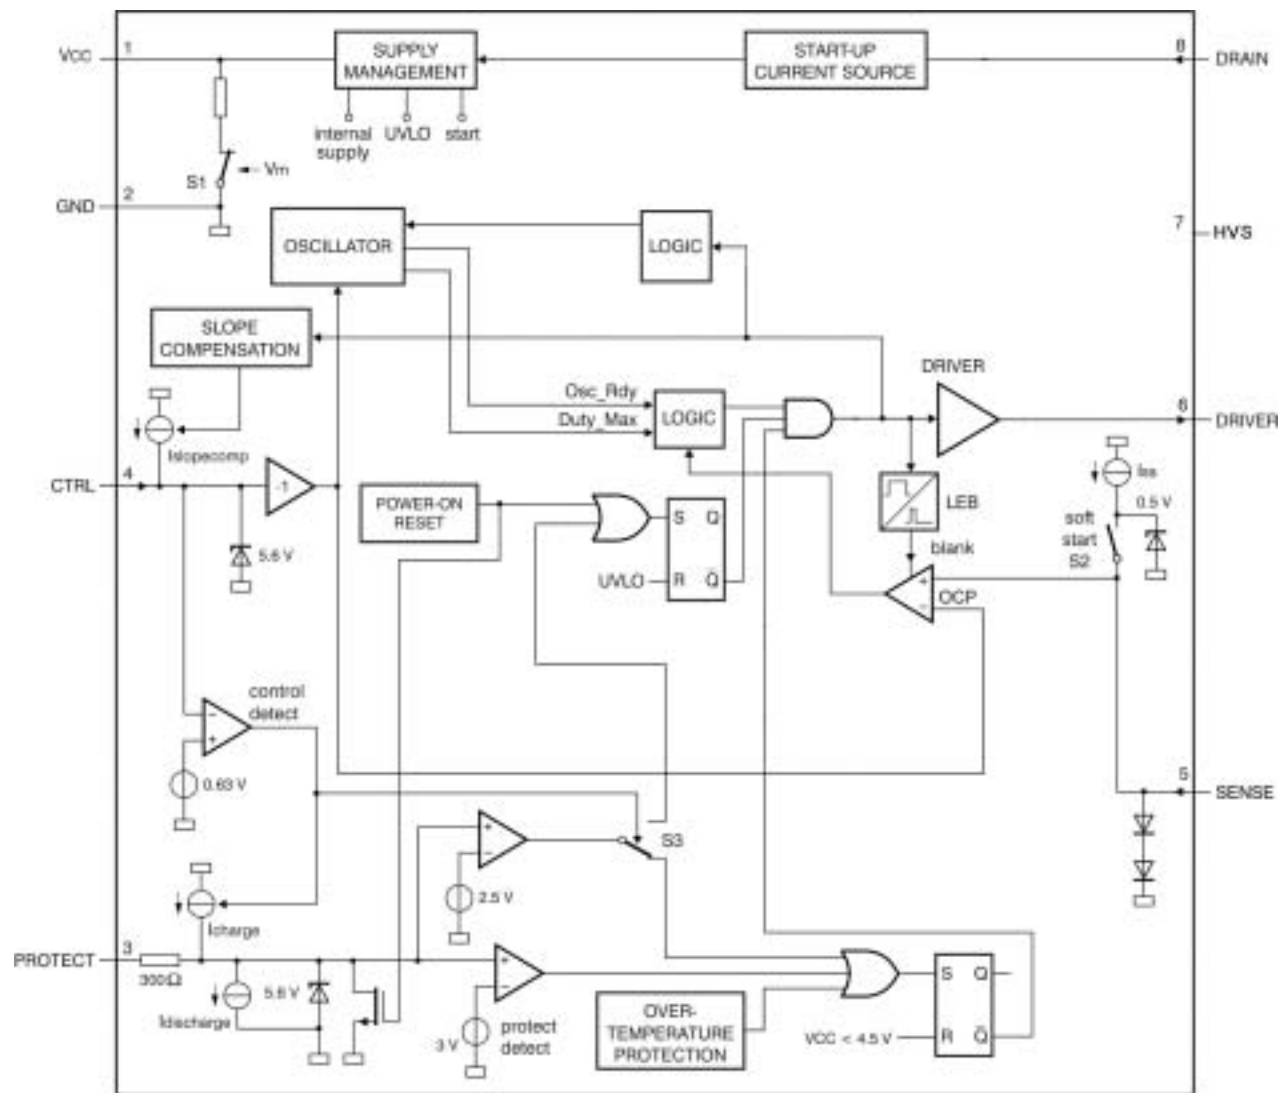 VCC 1
SUPPLY
MANAGEMENT
START-UP
CURRENT SOURCE
8 DRAIN
internal
supply
UVLO
start
S1
Vm
GND 2
OSCILLATOR
LOGIC
7 HVS
SLOPE
COMPENSATION
DRIVER
Osc_Rdy
Duty_Max
LOGIC
6 DRIVER
Islopecomp
CTRL 4
-1
POWER-ON
RESET
S Q
LEB
Iss
0.5 V
soft
start
S2
5.6 V
blank
UVLO
R Q̅
+
−
OCP
control
detect
−
+
0.63 V
5 SENSE
+
−
S3
2.5 V
Icharge
PROTECT 3
300Ω
5.6 V
Idischarge
+
−
3 V
protect
detect
OVER-
TEMPERATURE
PROTECTION
S Q
VCC < 4.5 V
R Q̅